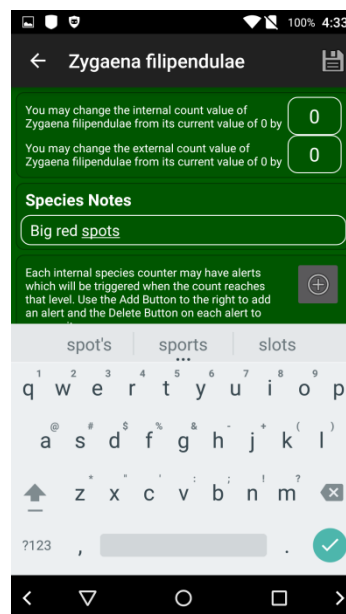 100% 4:33
Zygaena filipendulae
You may change the internal count value of
Zygaena filipendulae from its current value of 0 by
0
You may change the external count value of
Zygaena filipendulae from its current value of 0 by
0
Species Notes
Big red spots
Each internal species counter may have alerts
which will be triggered when the count reaches
that level. Use the Add Button to the right to add
an alert and the Delete Button on each alert to
spot's sports slots
1 2 3 4 5 6 7 8 9 0
q w e r t y u i o p
@ # $ % & - + ( )
a s d f g h j k l
* " ' : ; ! ?
z x c v b n m
?123 , .